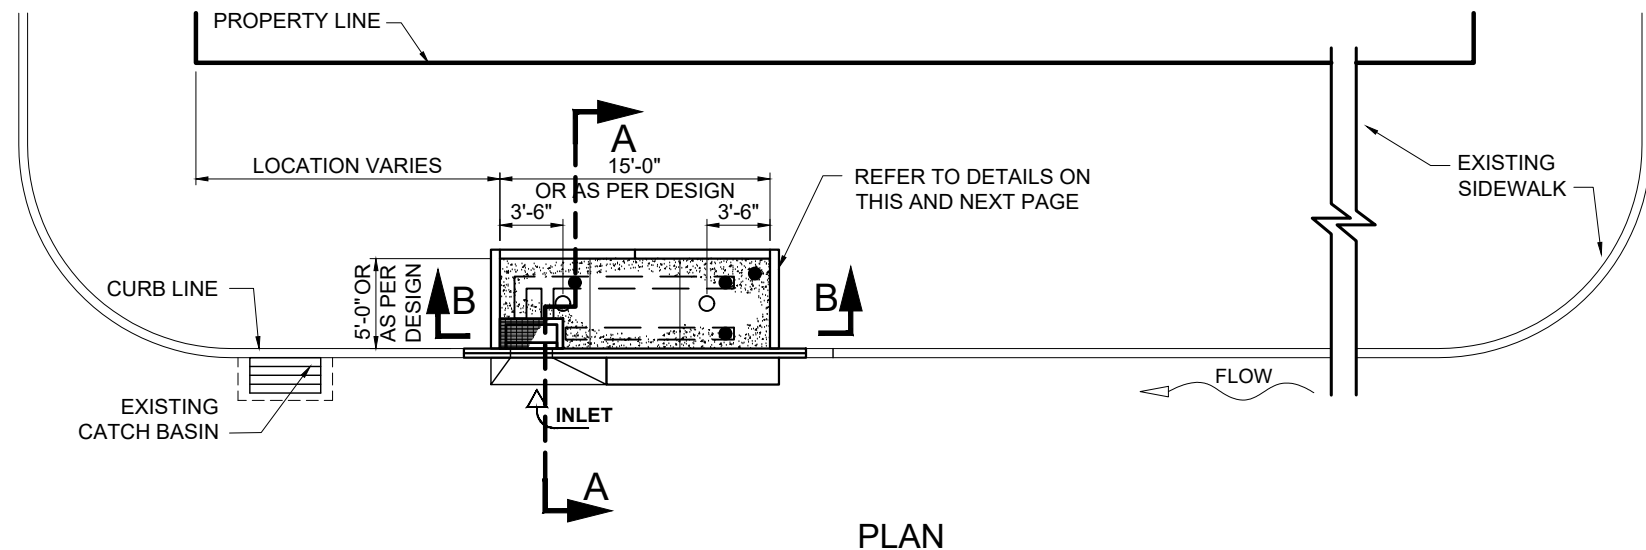 PROPERTY LINE
A
LOCATION VARIES
15'-0"
OR AS PER DESIGN
3'-6"
3'-6"
REFER TO DETAILS ON
THIS AND NEXT PAGE
EXISTING
SIDEWALK
CURB LINE
5'-0" OR
AS PER
DESIGN
B
B
FLOW
EXISTING
CATCH BASIN
INLET
A
PLAN